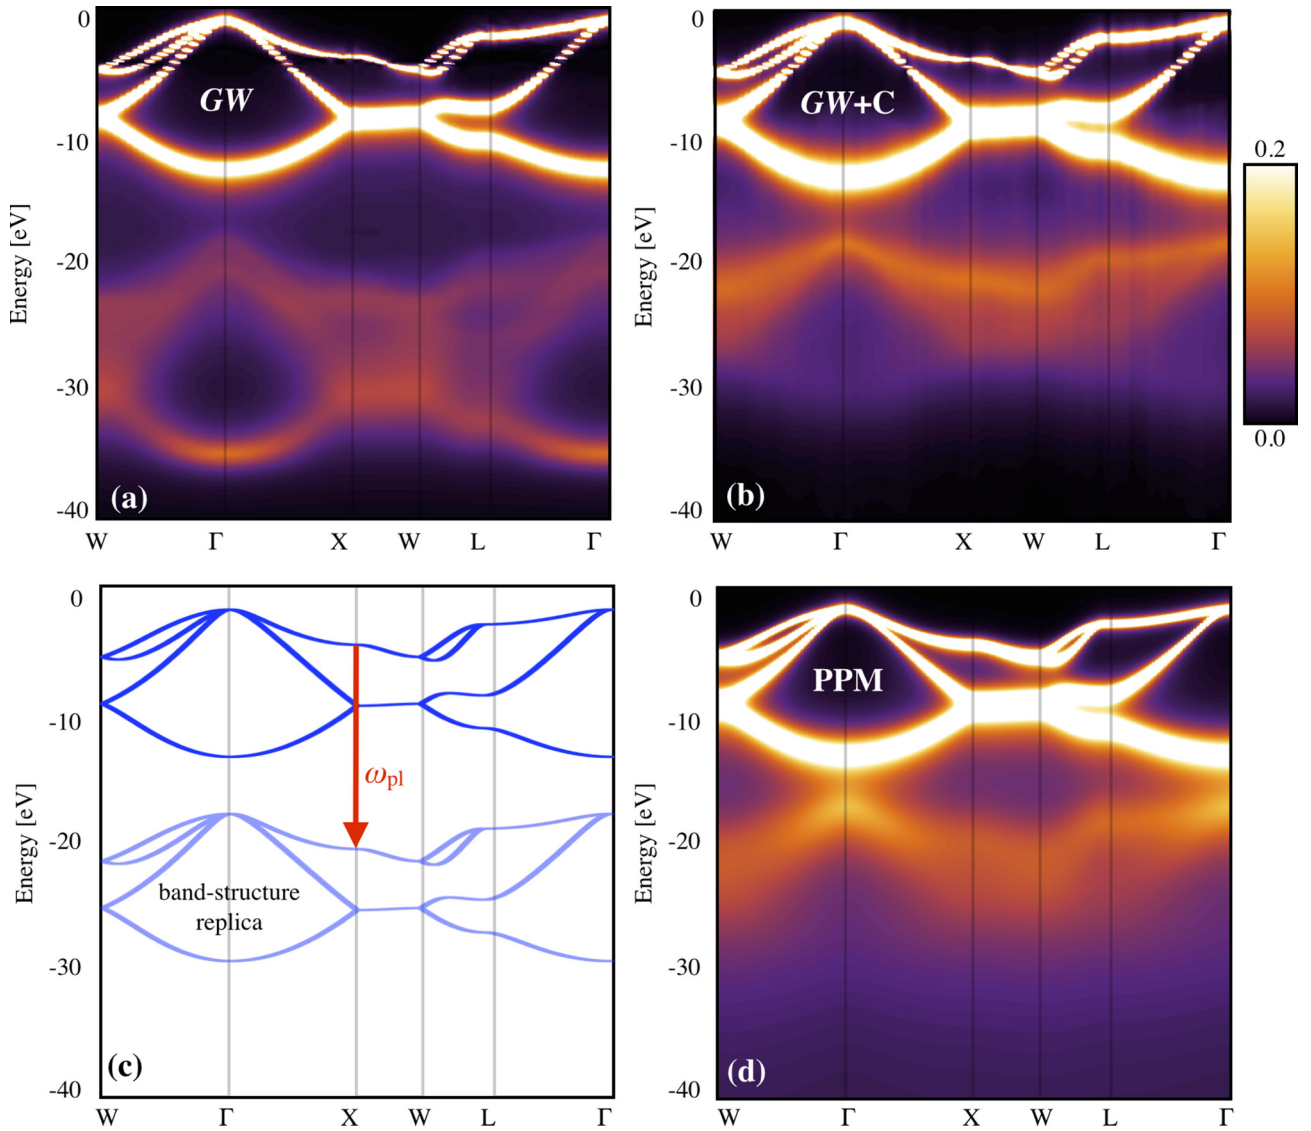 0
-10
-20
-30
-40
Energy [eV]
GW
(a)
W Γ X W L Γ
0
-10
-20
-30
-40
Energy [eV]
GW+C
(b)
W Γ X W L Γ
0.2
0.0
0
-10
-20
-30
-40
Energy [eV]
ωpl
band-structure
replica
(c)
W Γ X W L Γ
0
-10
-20
-30
-40
Energy [eV]
PPM
(d)
W Γ X W L Γ